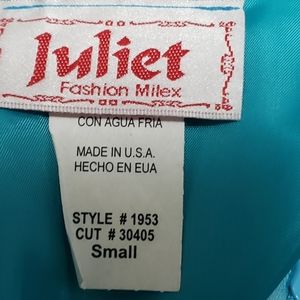 Juliet
Fashion Milex
CON AGUA FRIA
MADE IN U.S.A.
HECHO EN EUA
STYLE # 1953
CUT # 30405
Small